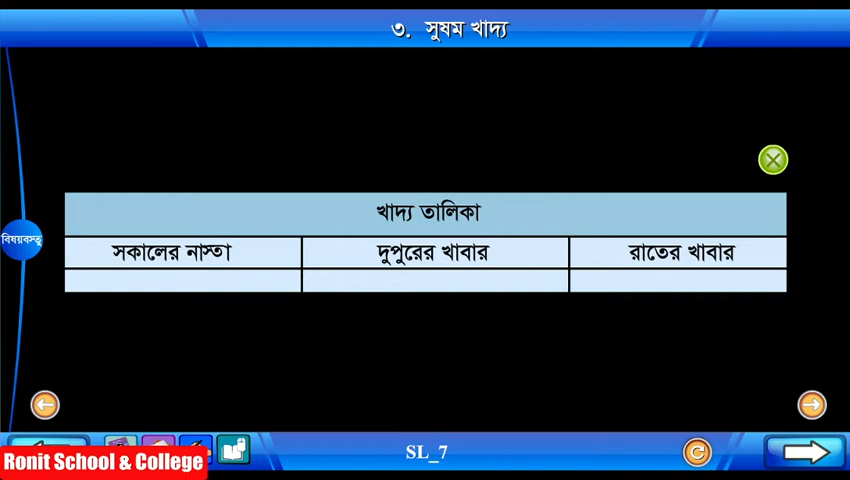 ৩. সুষম খাদ্য
খাদ্য তালিকা
সকালের নাস্তা দুপুরের খাবার রাতের খাবার
বিষয়বস্তু
SL_7
Ronit School & College